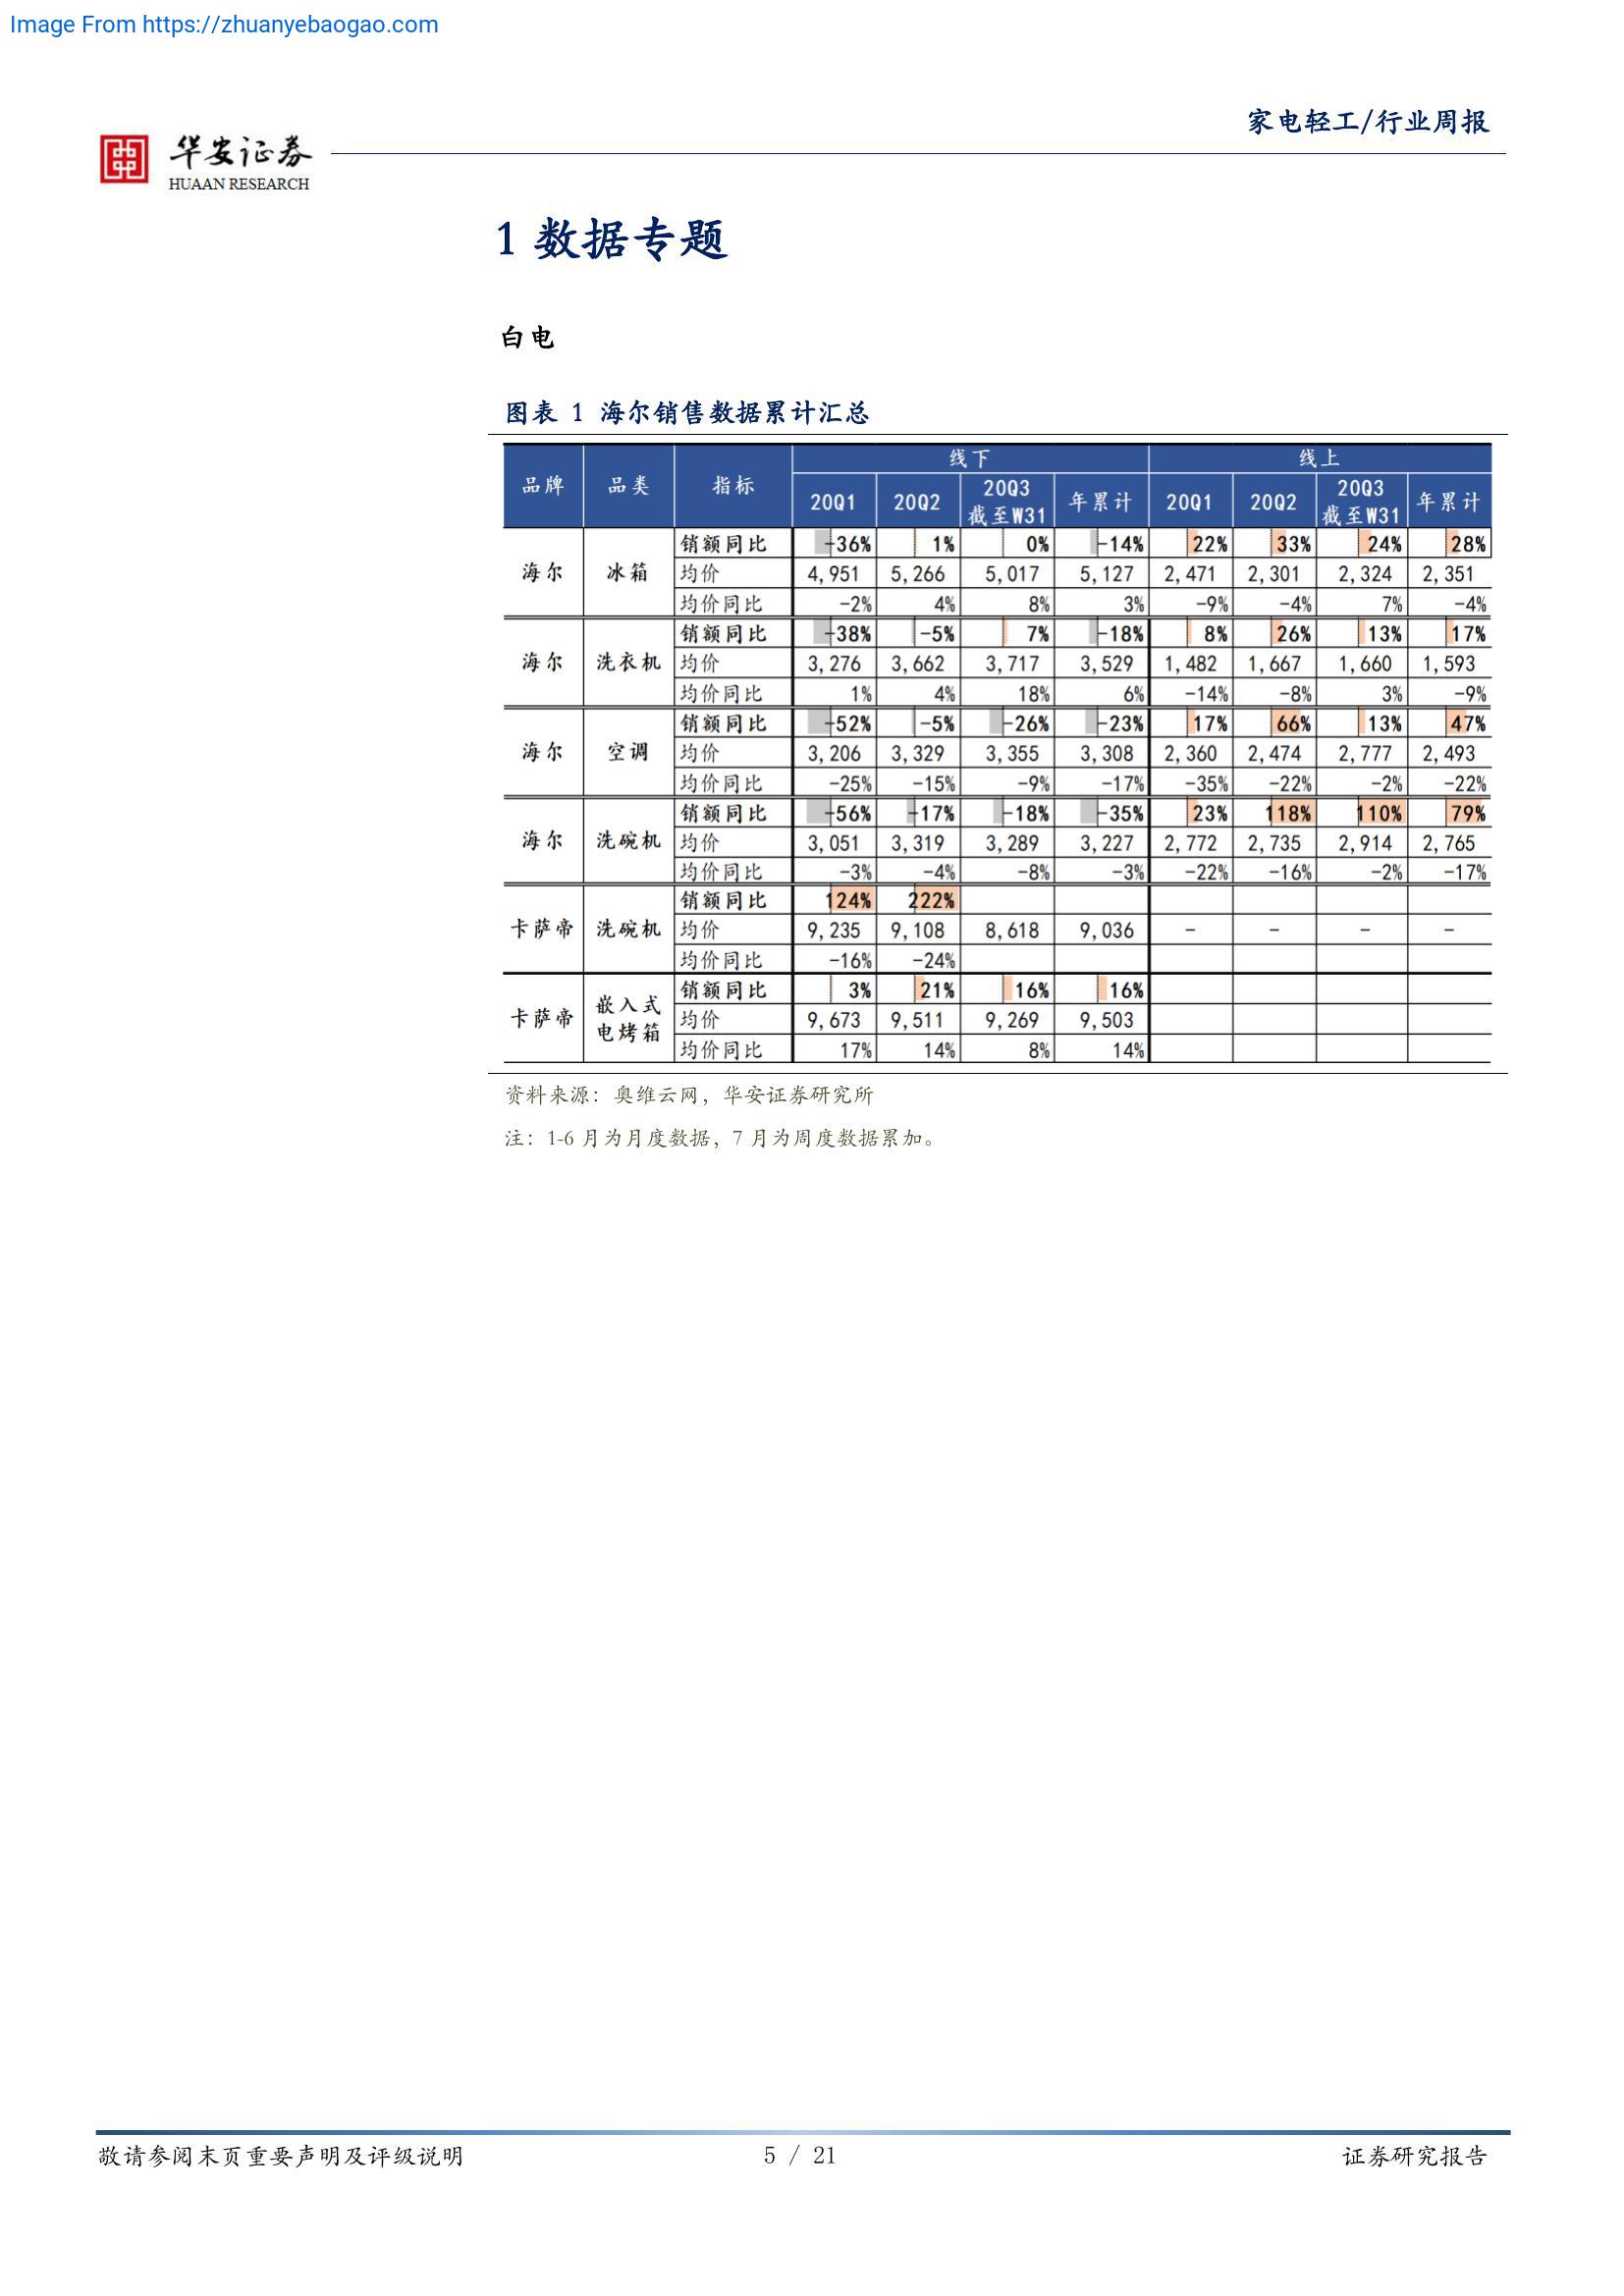 Image From https://zhuanyebaogao.com
家电轻工/行业周报
华安证券
HUAAN RESEARCH
1 数据专题
白电
图表 1 海尔销售数据累计汇总
品牌 品类 指标 线下 线上
20Q1 20Q2 20Q3 截至W31 年累计 20Q1 20Q2 20Q3 截至W31 年累计
销额同比 -36% 1% 0% -14% 22% 33% 24% 28%
海尔 冰箱 均价 4,951 5,266 5,017 5,127 2,471 2,301 2,324 2,351
均价同比 -2% 4% 8% 3% -9% -4% 7% -4%
销额同比 -38% -5% 7% -18% 8% 26% 13% 17%
海尔 洗衣机 均价 3,276 3,662 3,717 3,529 1,482 1,667 1,660 1,593
均价同比 1% 4% 18% 6% -14% -8% 3% -9%
销额同比 -52% -5% -26% -23% 17% 66% 13% 47%
海尔 空调 均价 3,206 3,329 3,355 3,308 2,360 2,474 2,777 2,493
均价同比 -25% -15% -9% -17% -35% -22% -2% -22%
销额同比 -56% -17% -18% -35% 23% 118% 110% 79%
海尔 洗碗机 均价 3,051 3,319 3,289 3,227 2,772 2,735 2,914 2,765
均价同比 -3% -4% -8% -3% -22% -16% -2% -17%
销额同比 124% 222%
卡萨帝 洗碗机 均价 9,235 9,108 8,618 9,036 - - - -
均价同比 -16% -24%
销额同比 3% 21% 16% 16%
卡萨帝 嵌入式电烤箱 均价 9,673 9,511 9,269 9,503
均价同比 17% 14% 8% 14%
资料来源：奥维云网，华安证券研究所
注：1-6 月为月度数据，7 月为周度数据累加。
敬请参阅末页重要声明及评级说明 5 / 21 证券研究报告